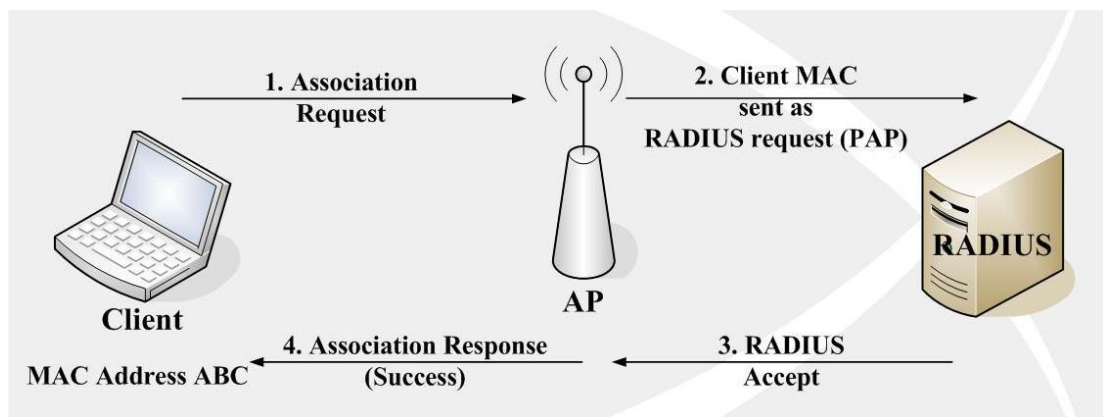 1. Association
Request
2. Client MAC
sent as
RADIUS request (PAP)
RADIUS
AP
Client
4. Association Response
(Success)
3. RADIUS
Accept
MAC Address ABC